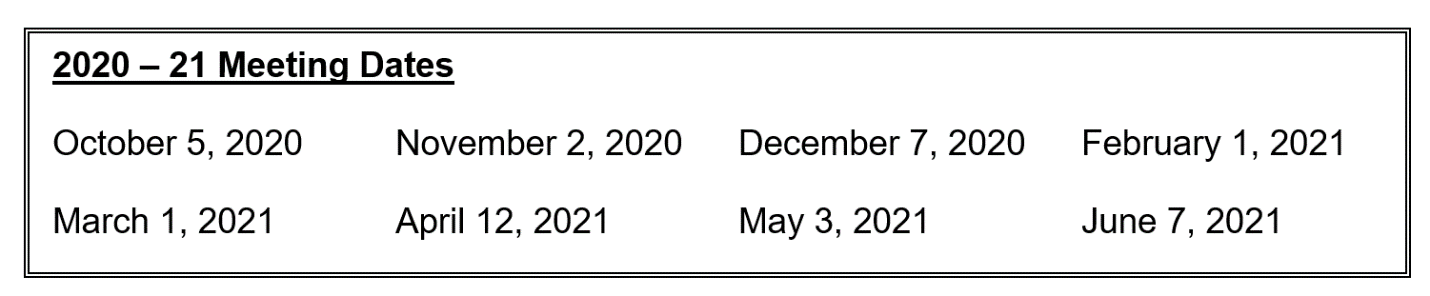 2020 – 21 Meeting Dates
October 5, 2020 November 2, 2020 December 7, 2020 February 1, 2021
March 1, 2021 April 12, 2021 May 3, 2021 June 7, 2021